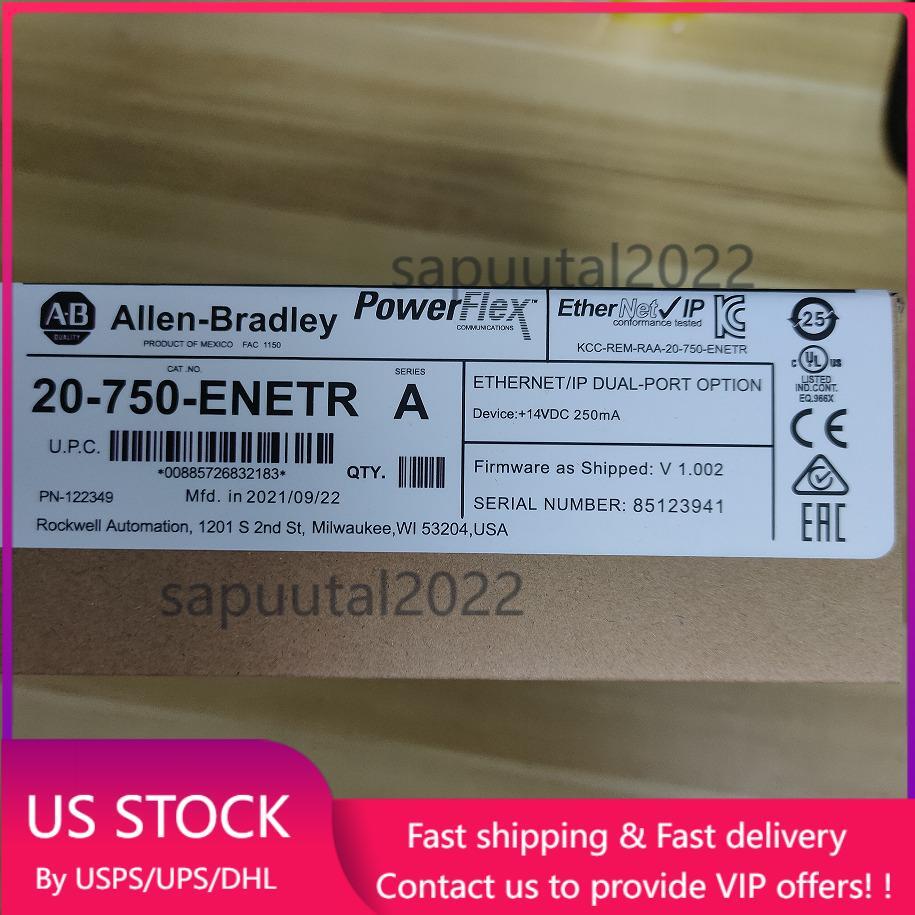 sapuutal2022
A-B
QUALITY
Allen-Bradley
PRODUCT OF MEXICO FAC 1150
PowerFlex™
COMMUNICATIONS
EtherNet/IP
conformance tested
KCC-REM-RAA-20-750-ENETR
25
CAT .NO.
20-750-ENETR
SERIES
A
ETHERNET/IP DUAL-PORT OPTION
Device:+14VDC 250mA
C UL US
LISTED
IND.CONT.
EQ.966X
CE
U.P.C.
*00885726832183*
QTY.
PN-122349
Mfd. in 2021/09/22
Firmware as Shipped: V 1.002
SERIAL NUMBER: 85123941
EAC
Rockwell Automation, 1201 S 2nd St, Milwaukee,WI 53204,USA
sapuutal2022
US STOCK
By USPS/UPS/DHL
Fast shipping & Fast delivery
Contact us to provide VIP offers! !